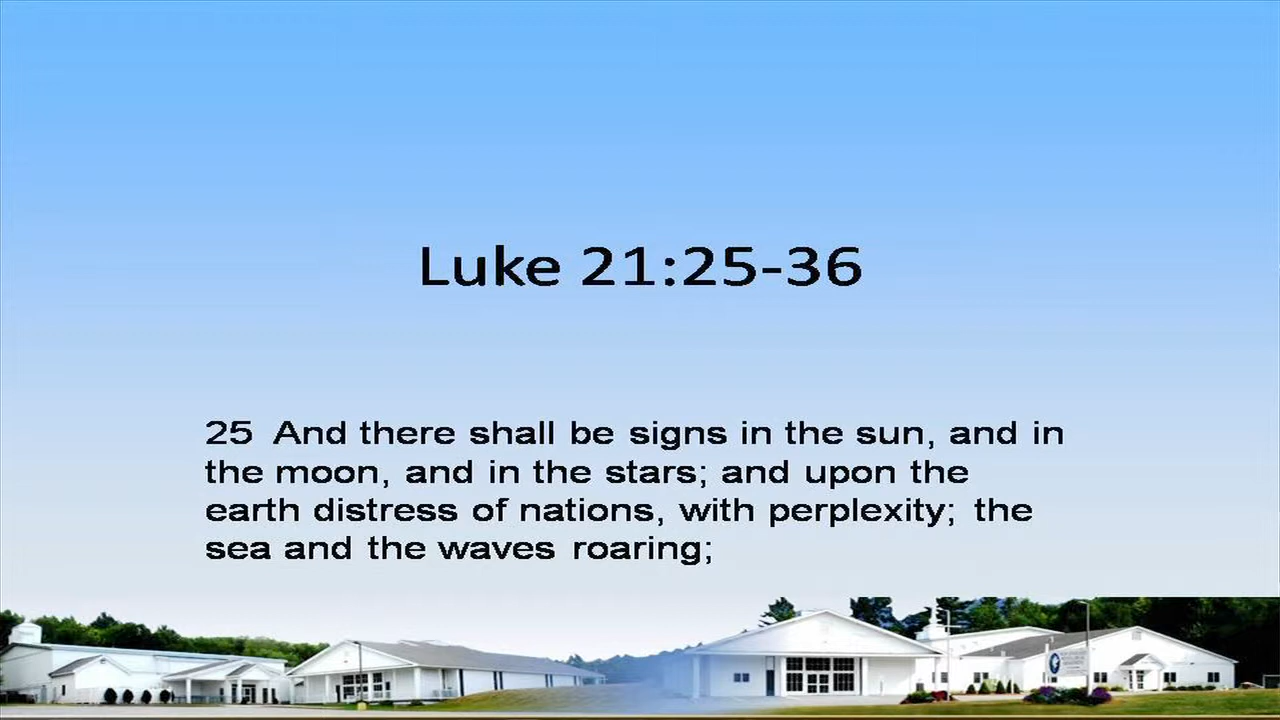 Luke 21:25-36
25 And there shall be signs in the sun, and in
the moon, and in the stars; and upon the
earth distress of nations, with perplexity; the
sea and the waves roaring;